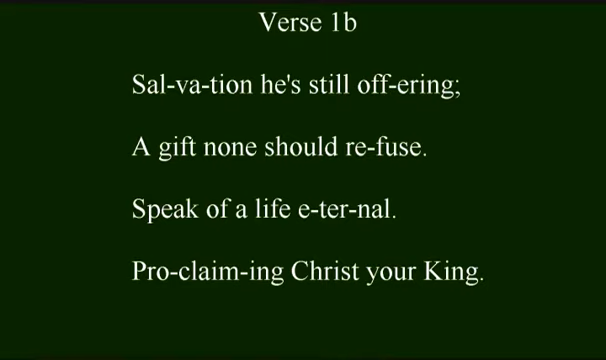 Verse 1b
Sal-va-tion he's still off-ering;
A gift none should re-fuse.
Speak of a life e-ter-nal.
Pro-claim-ing Christ your King.